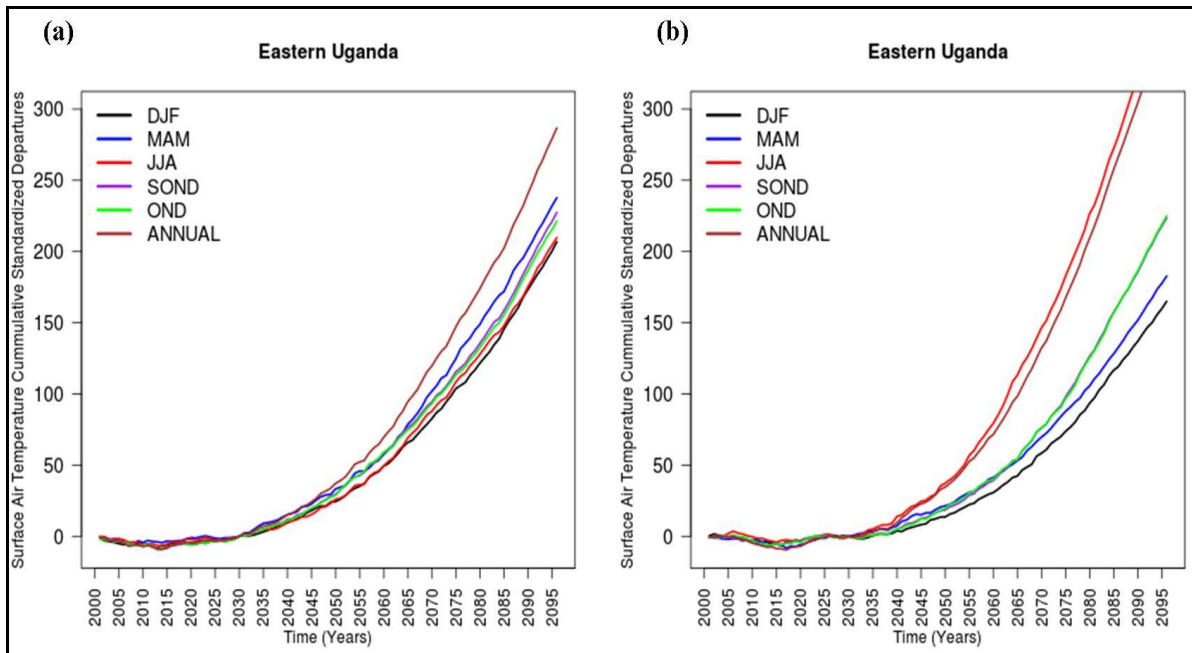 (a)
Eastern Uganda
Surface Air Temperature Cummulative Standardized Departures
300
250
200
150
100
50
0
DJF
MAM
JJA
SOND
OND
ANNUAL
2000 2005 2010 2015 2020 2025 2030 2035 2040 2045 2050 2055 2060 2065 2070 2075 2080 2085 2090 2095
Time (Years)
(b)
Eastern Uganda
Surface Air Temperature Cummulative Standardized Departures
300
250
200
150
100
50
0
DJF
MAM
JJA
SOND
OND
ANNUAL
2000 2005 2010 2015 2020 2025 2030 2035 2040 2045 2050 2055 2060 2065 2070 2075 2080 2085 2090 2095
Time (Years)